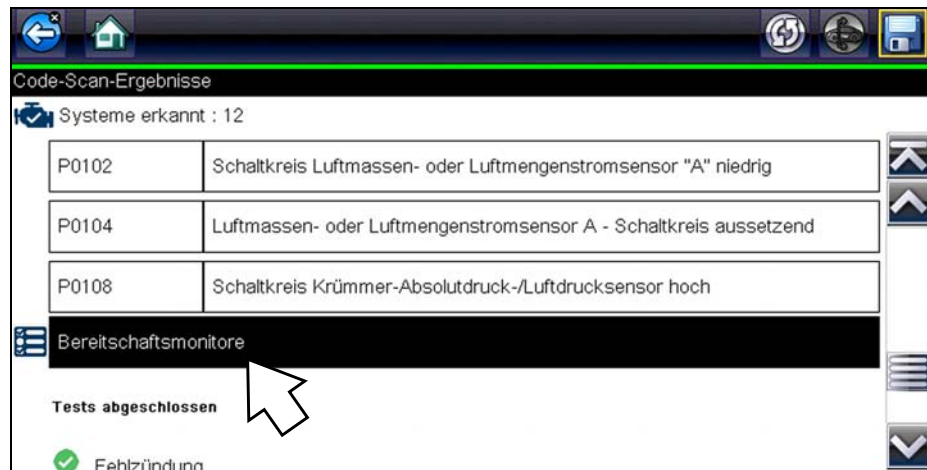 Code-Scan-Ergebnisse
Systeme erkannt : 12
P0102 Schaltkreis Luftmassen- oder Luftmengenstromsensor "A" niedrig
P0104 Luftmassen- oder Luftmengenstromsensor A - Schaltkreis aussetzend
P0108 Schaltkreis Krümmer-Absolutdruck-/Luftdrucksensor hoch
Bereitschaftsmonitore
Tests abgeschlossen
Fehlzündung